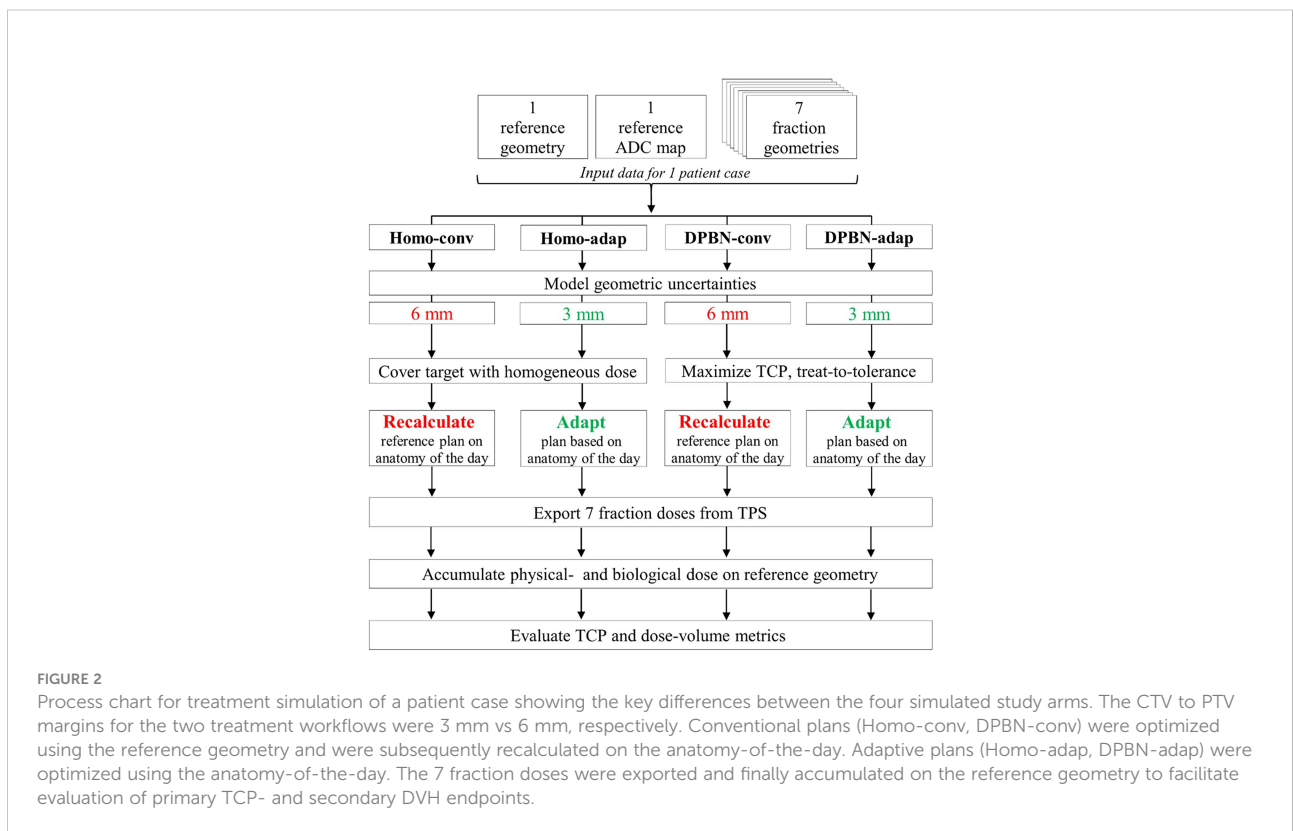 1 1 7
reference reference fraction
geometry ADC map geometries
Input data for 1 patient case
Homo-conv Homo-adap DPBN-conv DPBN-adap
Model geometric uncertainties
6 mm 3 mm 6 mm 3 mm
Cover target with homogeneous dose Maximize TCP, treat-to-tolerance
Recalculate Adapt Recalculate Adapt
reference plan on plan based on reference plan on plan based on
anatomy of the day anatomy of the day anatomy of the day anatomy of the day
Export 7 fraction doses from TPS
Accumulate physical- and biological dose on reference geometry
Evaluate TCP and dose-volume metrics
FIGURE 2
Process chart for treatment simulation of a patient case showing the key differences between the four simulated study arms. The CTV to PTV
margins for the two treatment workflows were 3 mm vs 6 mm, respectively. Conventional plans (Homo-conv, DPBN-conv) were optimized
using the reference geometry and were subsequently recalculated on the anatomy-of-the-day. Adaptive plans (Homo-adap, DPBN-adap) were
optimized using the anatomy-of-the-day. The 7 fraction doses were exported and finally accumulated on the reference geometry to facilitate
evaluation of primary TCP- and secondary DVH endpoints.